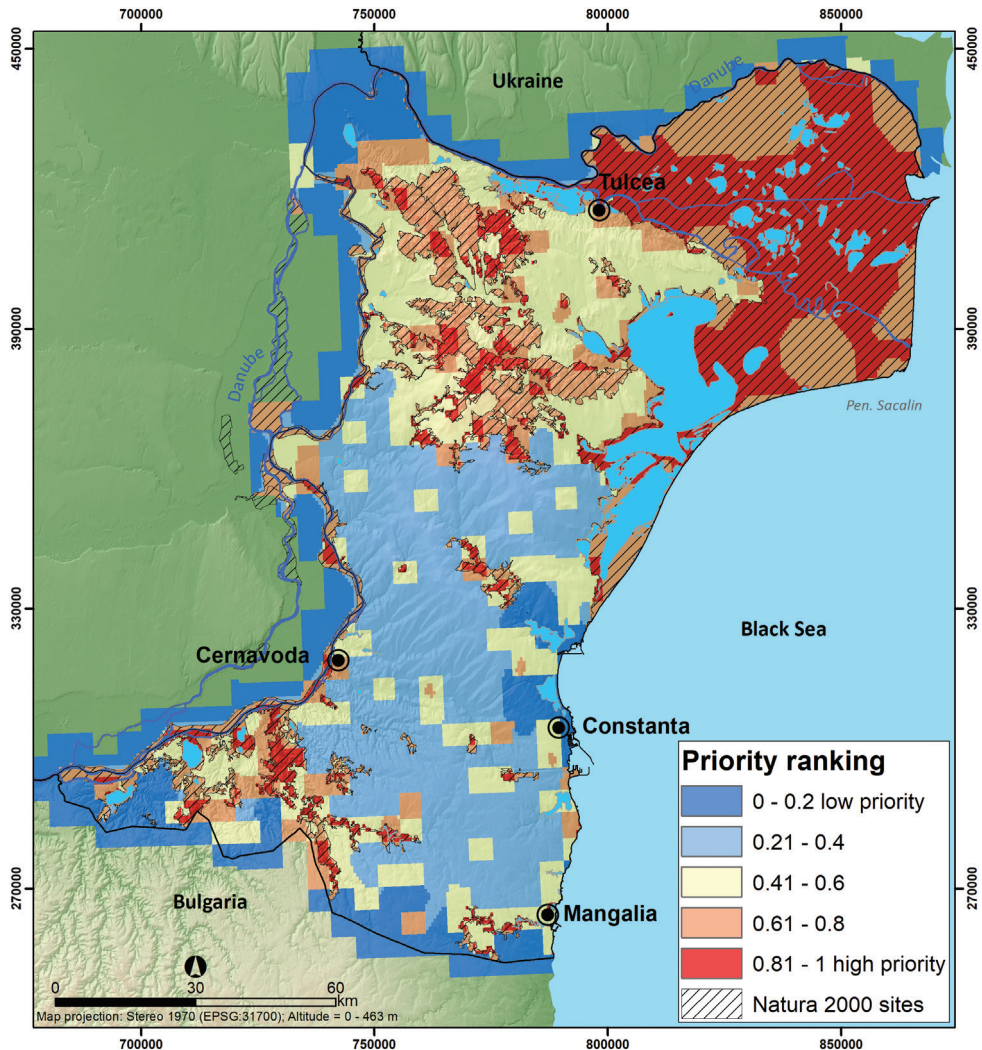 700000 750000 800000 850000
450000
450000
Ukraine
Danube
Tulcea
390000
390000
Danube
Pen. Sacalin
330000
330000
Black Sea
Cernavoda
Constanta
Priority ranking
0 - 0.2 low priority
0.21 - 0.4
0.41 - 0.6
0.61 - 0.8
0.81 - 1 high priority
Natura 2000 sites
270000
270000
Bulgaria
Mangalia
0 30 60
km
Map projection: Stereo 1970 (EPSG:31700); Altitude = 0 - 463 m
700000 750000 800000 850000